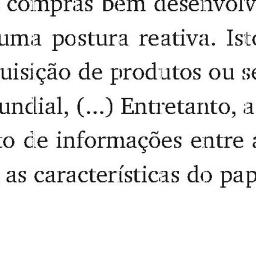 compras bem desenvolv
uma postura reativa. Ist
uisição de produtos ou se
undial, (...) Entretanto, a
to de informações entre a
as características do pap